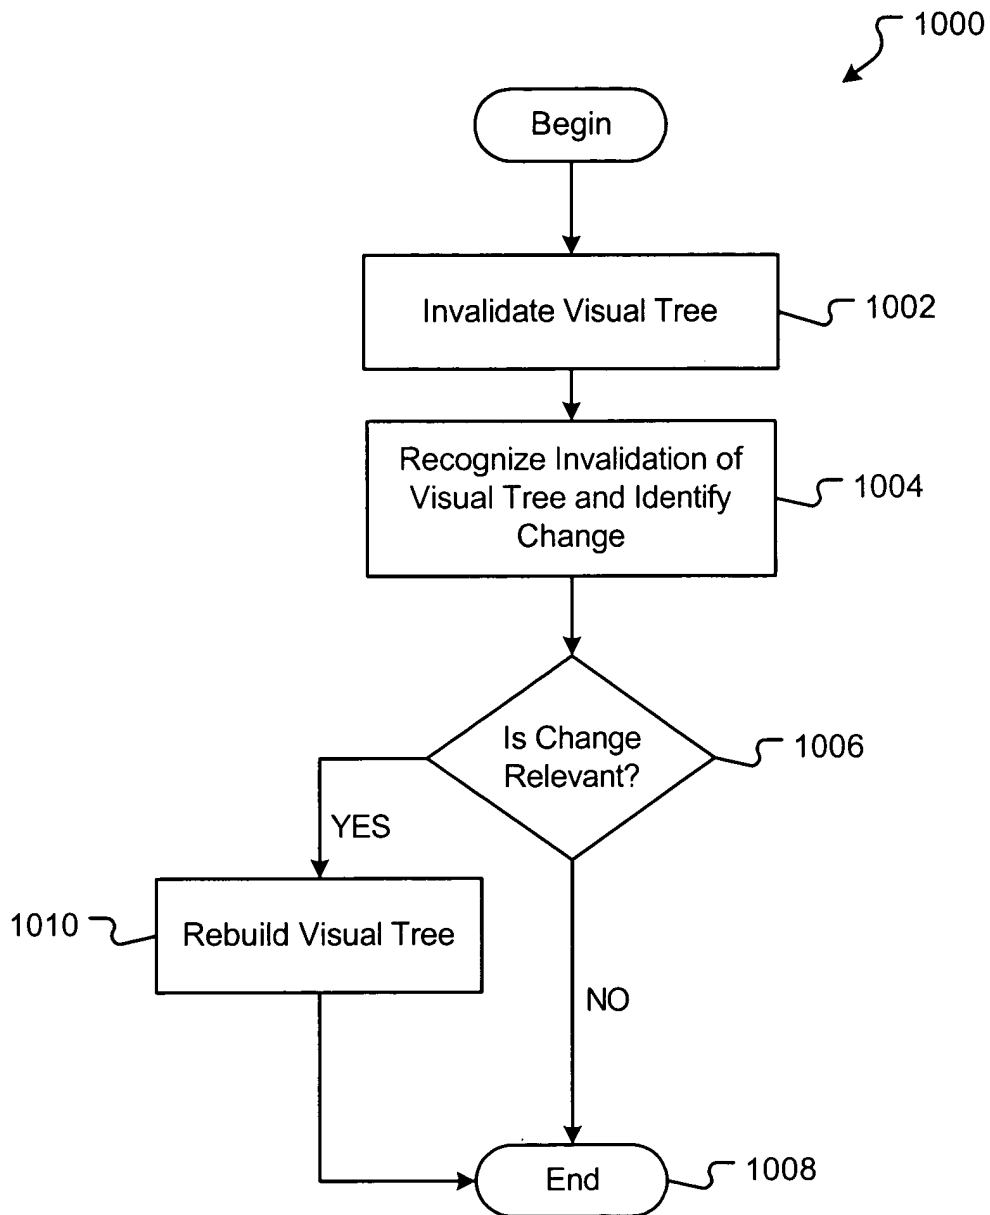 1000
Begin
Invalidate Visual Tree
1002
Recognize Invalidation of
Visual Tree and Identify
Change
1004
Is Change
Relevant?
1006
YES
1010
Rebuild Visual Tree
NO
End
1008